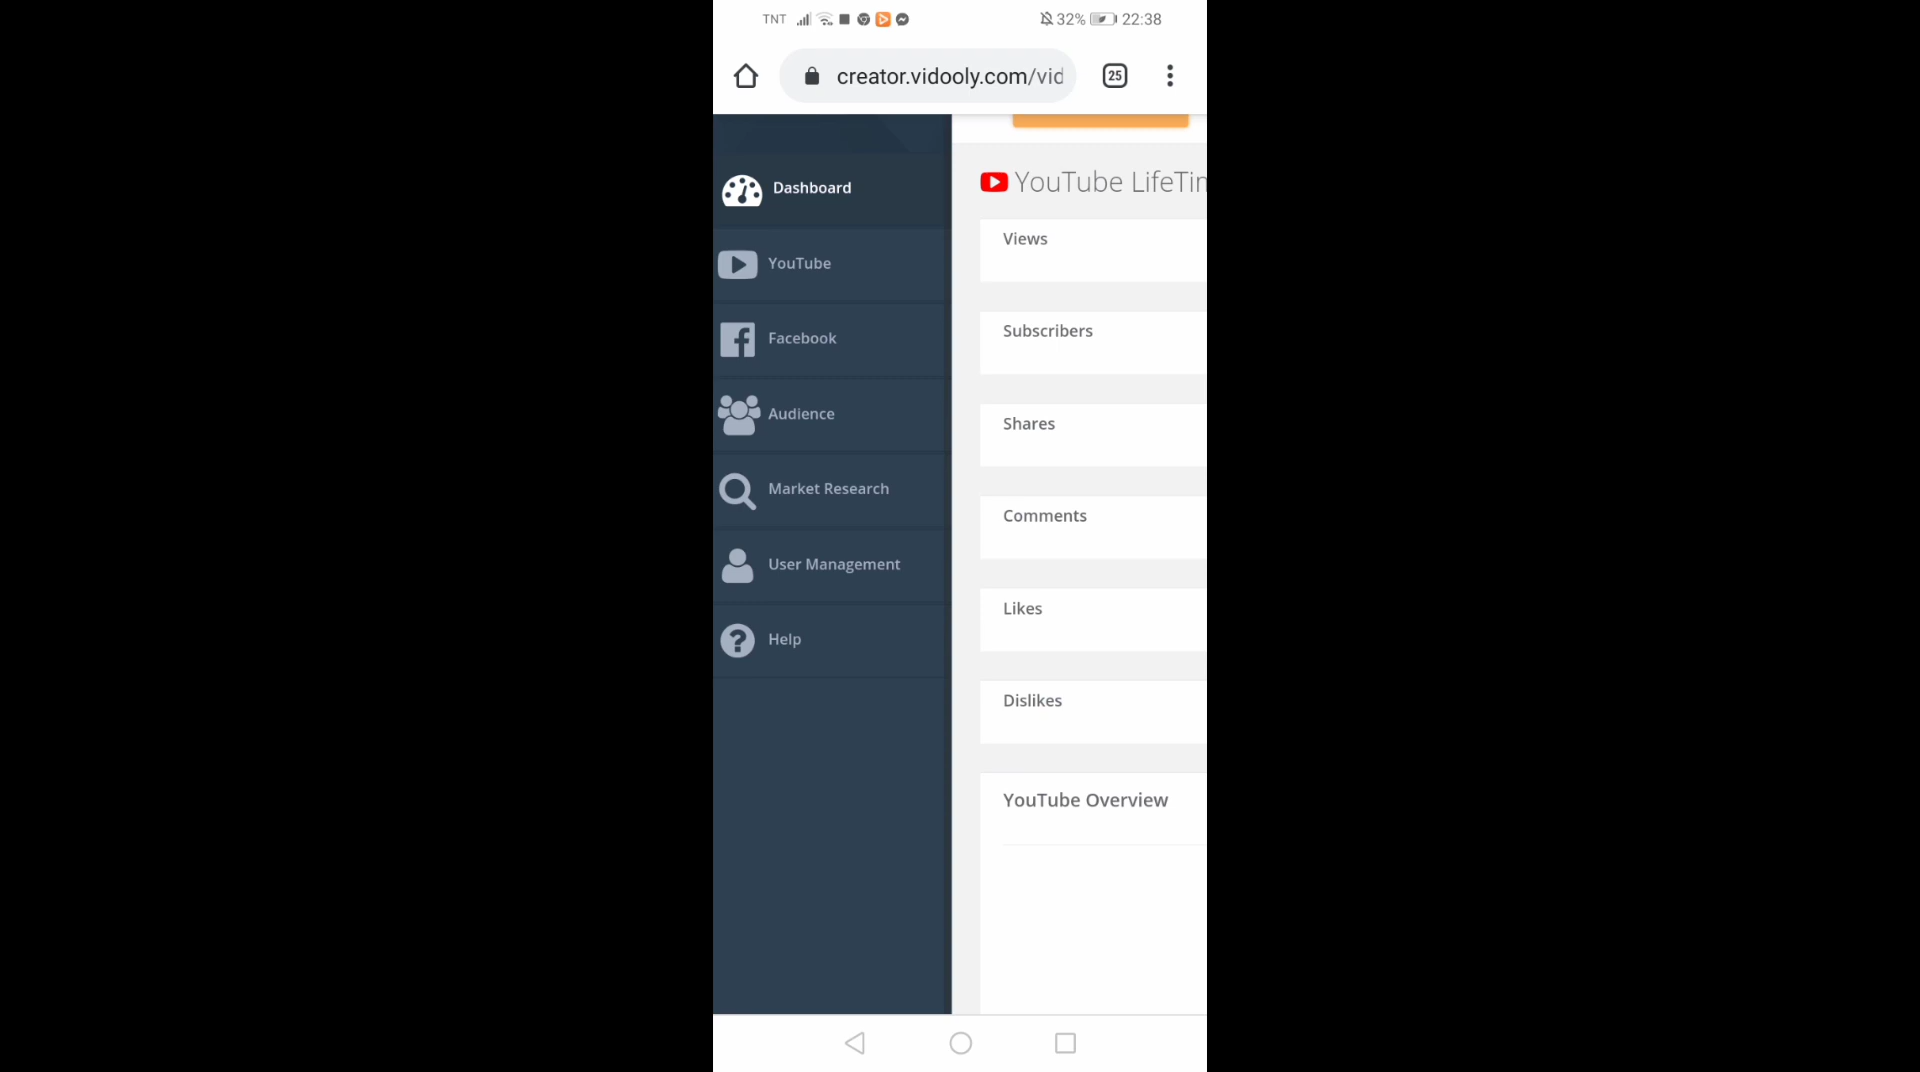 TNT 32% 22:38
creator.vidooly.com/vid 25
Dashboard
YouTube
Facebook
Audience
Market Research
User Management
Help
YouTube LifeTin
Views
Subscribers
Shares
Comments
Likes
Dislikes
YouTube Overview